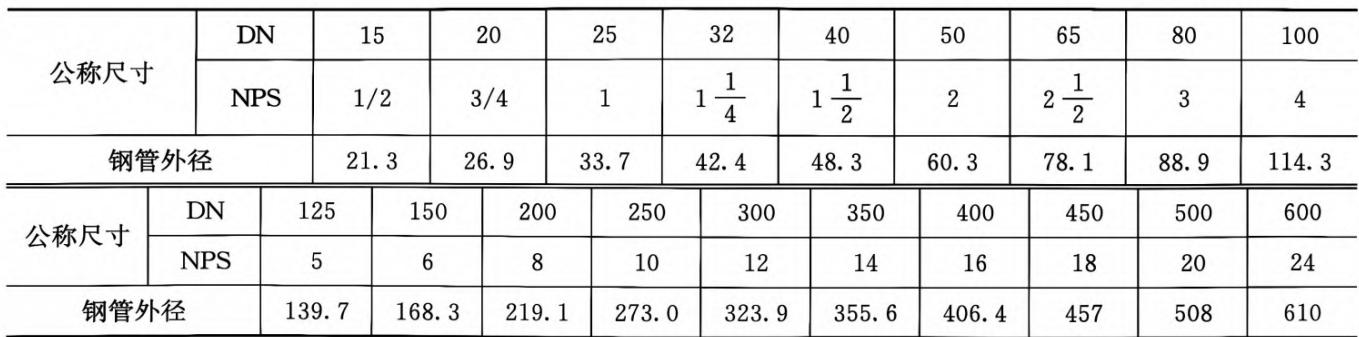 公称尺寸 DN 15 20 25 32 40 50 65 80 100
NPS 1/2 3/4 1 1 1/4 1 1/2 2 2 1/2 3 4
钢管外径 21.3 26.9 33.7 42.4 48.3 60.3 78.1 88.9 114.3
公称尺寸 DN 125 150 200 250 300 350 400 450 500 600
NPS 5 6 8 10 12 14 16 18 20 24
钢管外径 139.7 168.3 219.1 273.0 323.9 355.6 406.4 457 508 610